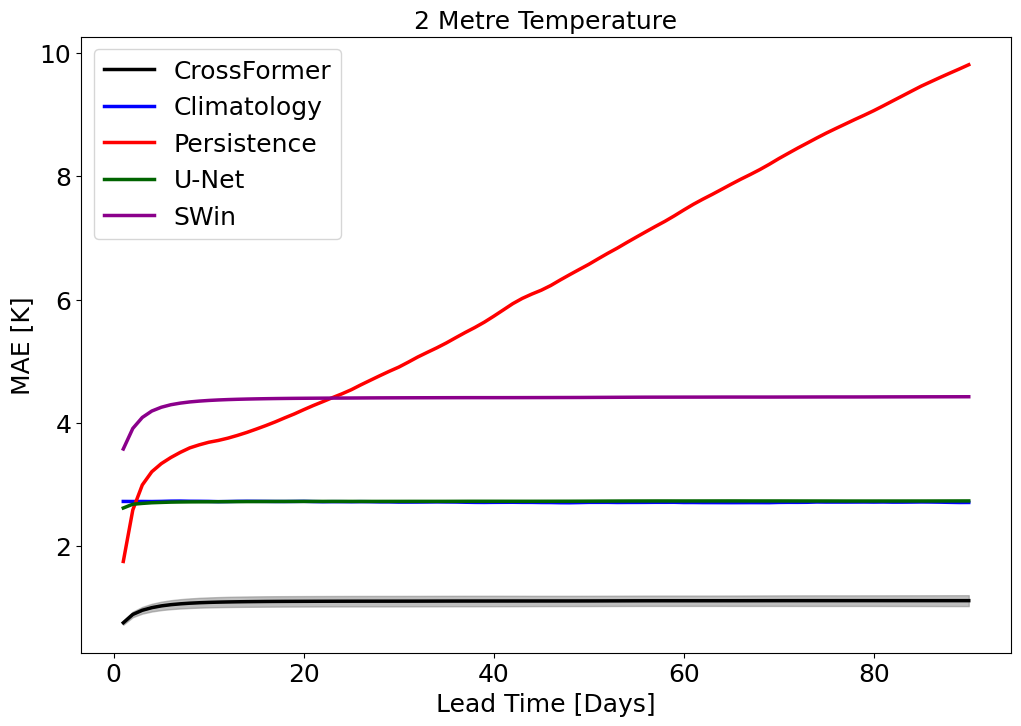 2 Metre Temperature
10
8
6
4
2
MAE [K]
CrossFormer
Climatology
Persistence
U-Net
SWin
0
20
40
60
80
Lead Time [Days]